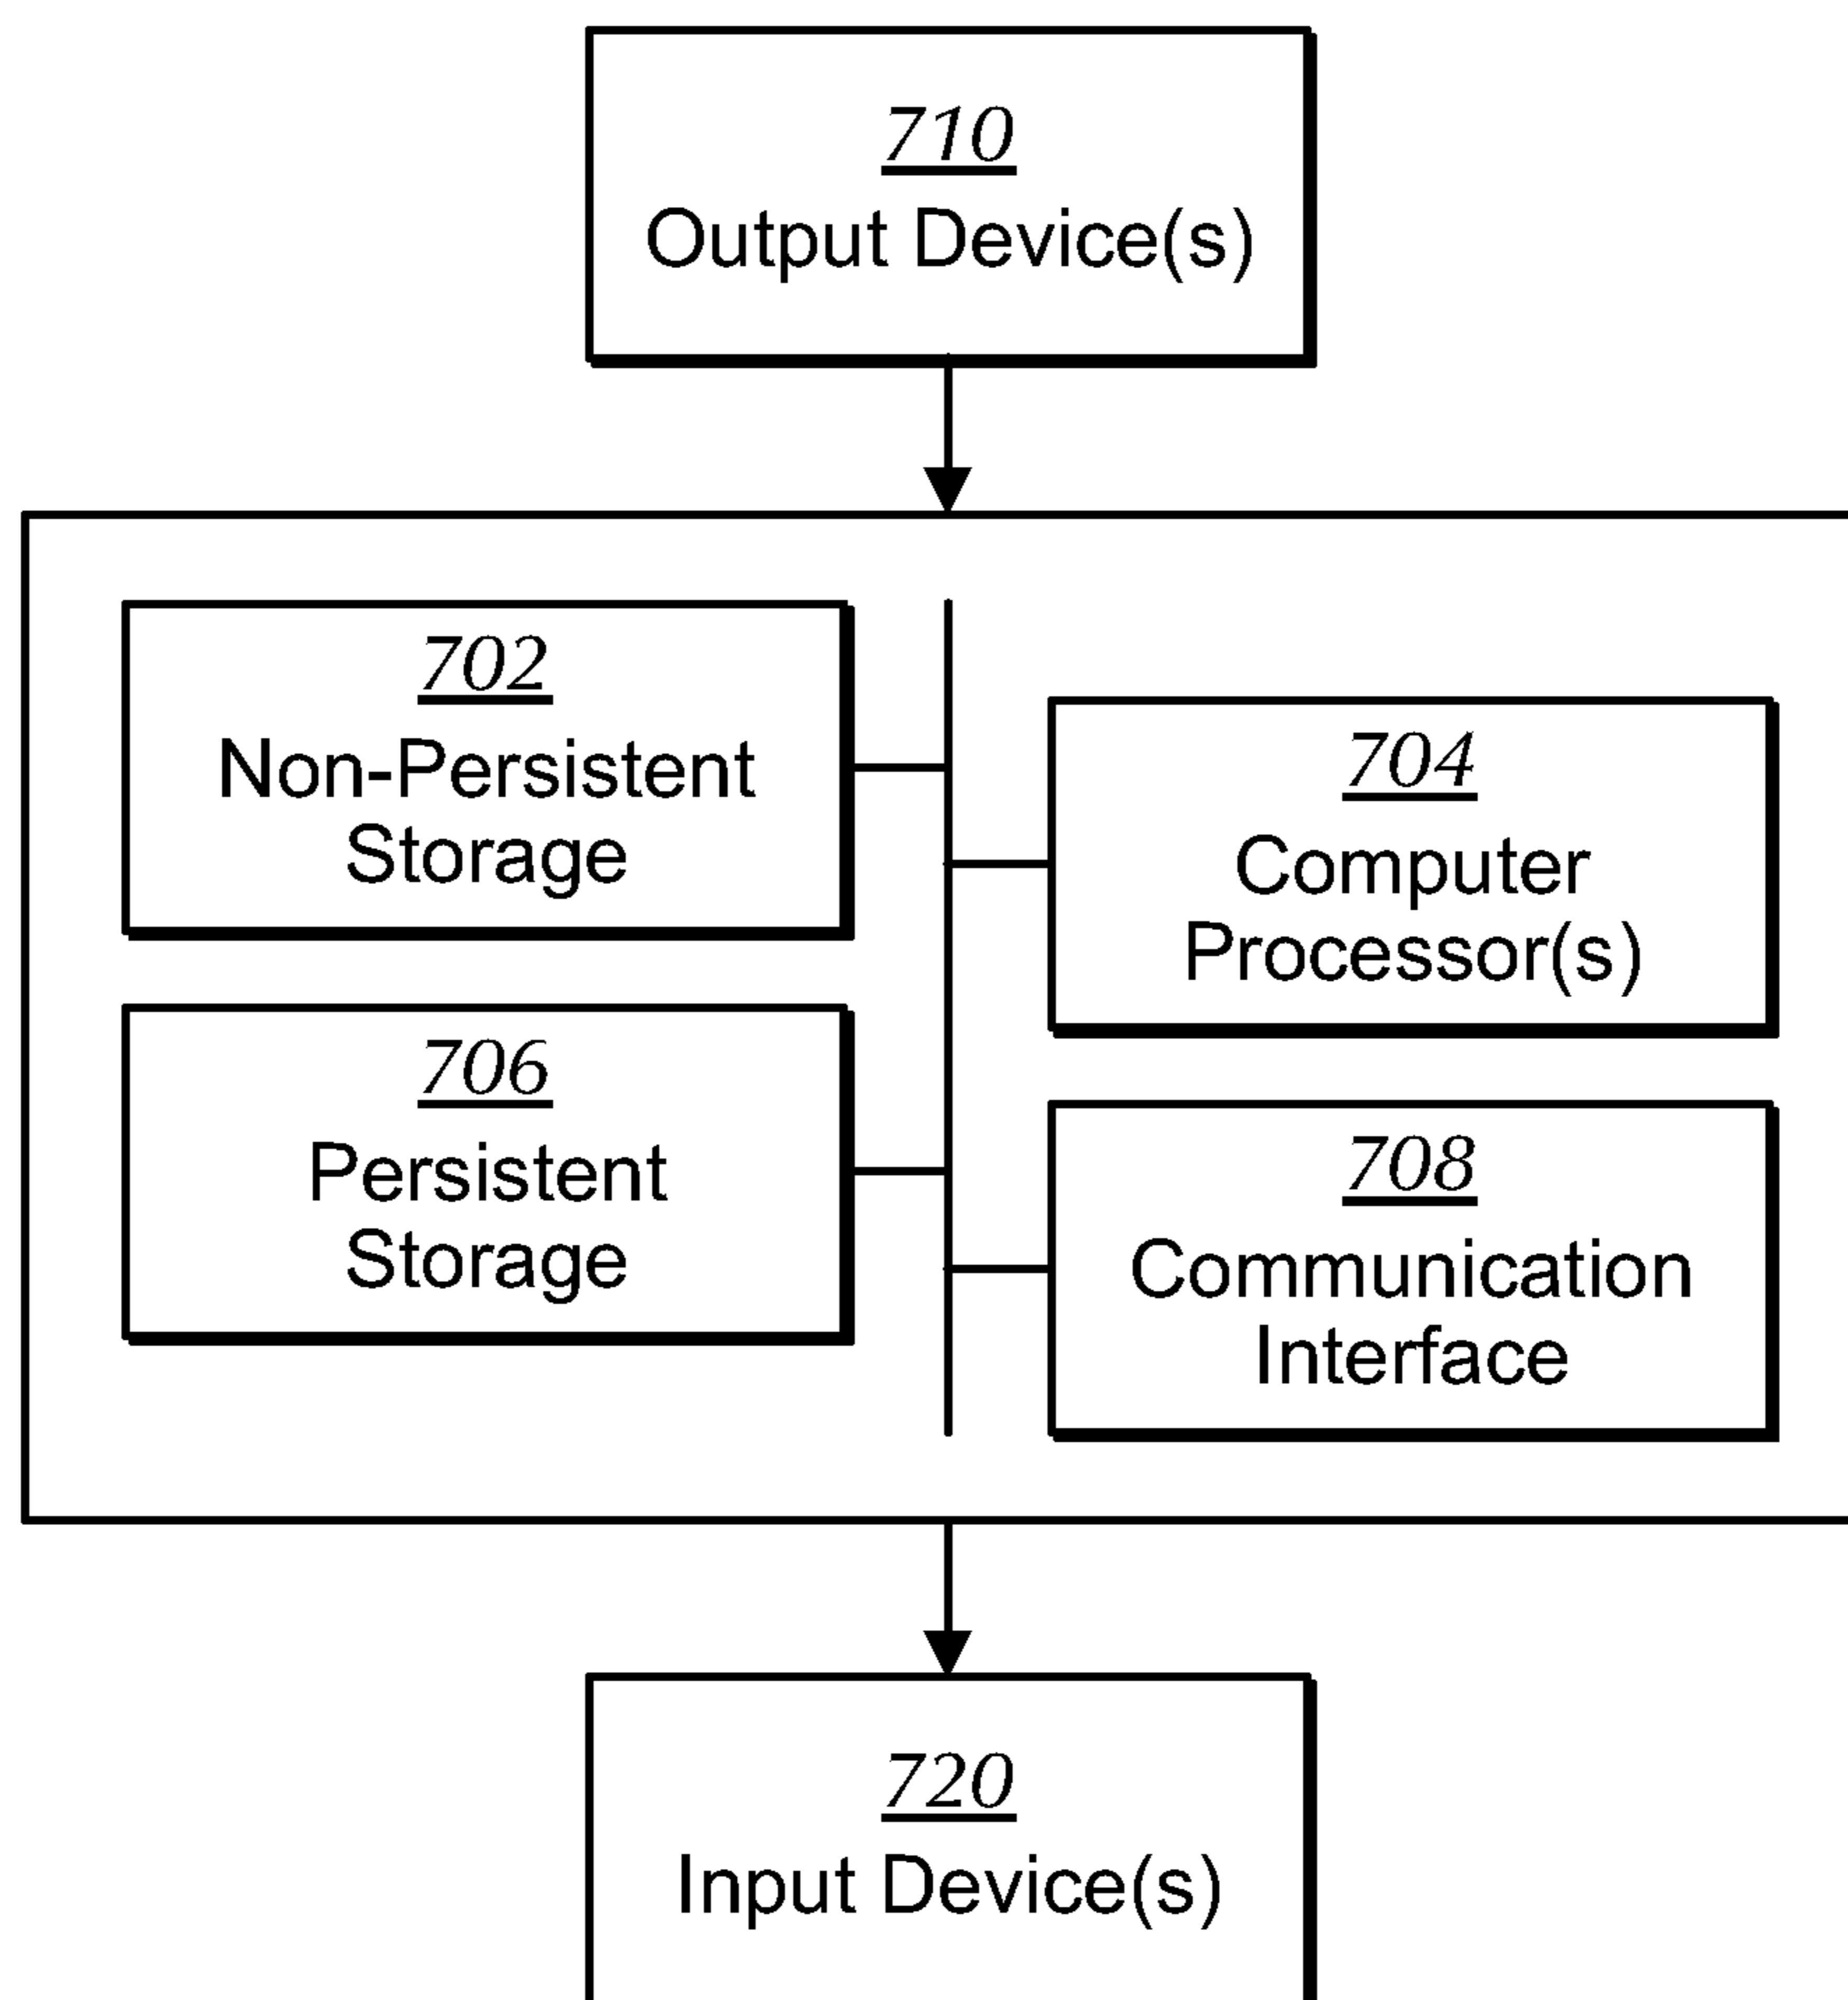 710
Output Device(s)
702
Non-Persistent
Storage
704
Computer
Processor(s)
706
Persistent
Storage
708
Communication
Interface
720
Input Device(s)